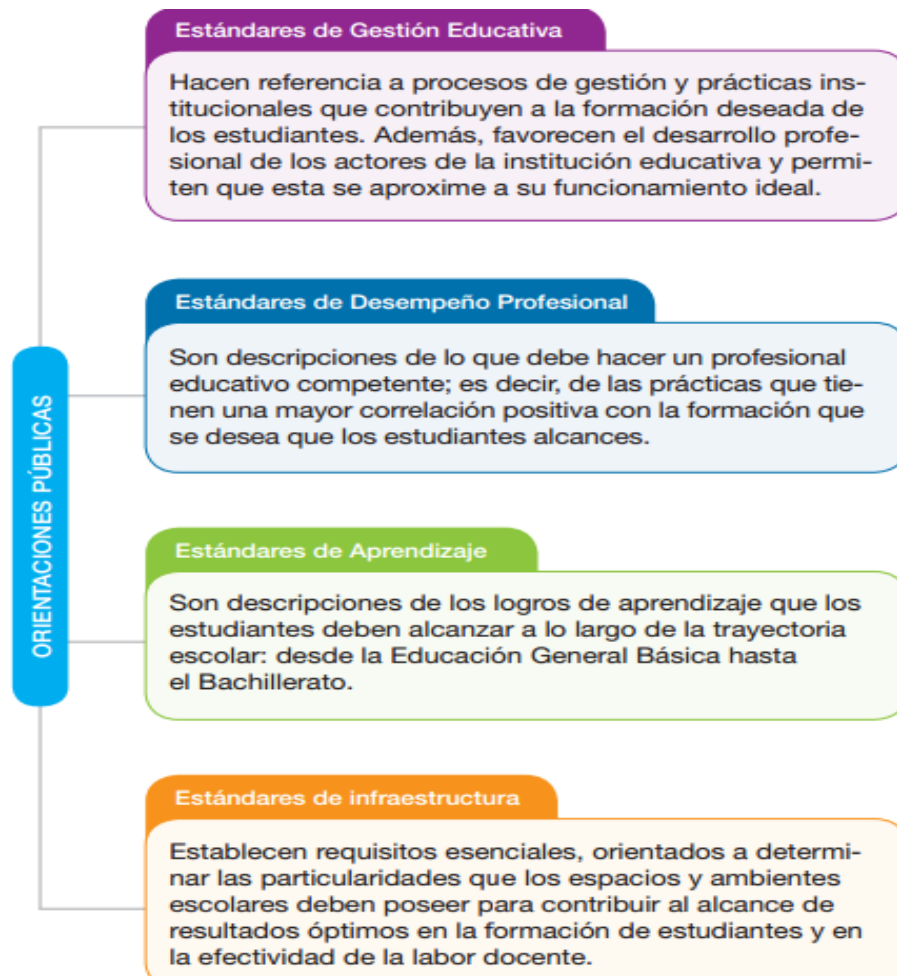 Estándares de Gestión Educativa
Hacen referencia a procesos de gestión y prácticas ins-
titucionales que contribuyen a la formación deseada de
los estudiantes. Además, favorecen el desarrollo profe-
sional de los actores de la institución educativa y permi-
ten que esta se aproxime a su funcionamiento ideal.
Estándares de Desempeño Profesional
Son descripciones de lo que debe hacer un profesional
educativo competente; es decir, de las prácticas que tie-
nen una mayor correlación positiva con la formación que
se desea que los estudiantes alcances.
ORIENTACIONES PÚBLICAS
Estándares de Aprendizaje
Son descripciones de los logros de aprendizaje que los
estudiantes deben alcanzar a lo largo de la trayectoria
escolar: desde la Educación General Básica hasta
el Bachillerato.
Estándares de infraestructura
Establecen requisitos esenciales, orientados a determi-
nar las particularidades que los espacios y ambientes
escolares deben poseer para contribuir al alcance de
resultados óptimos en la formación de estudiantes y en
la efectividad de la labor docente.